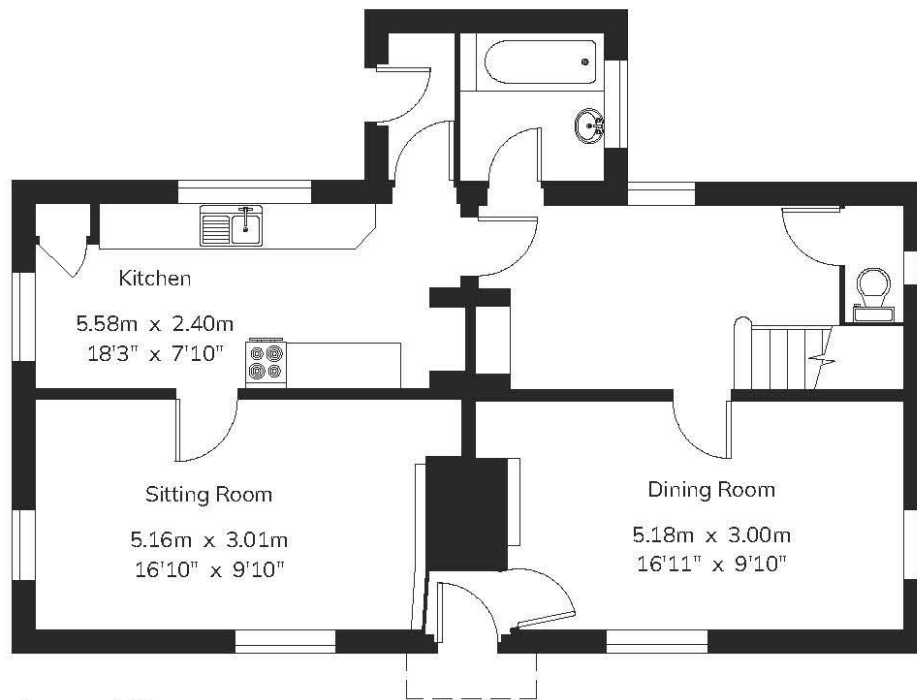 Kitchen
5.58m x 2.40m
18'3" x 7'10"
Sitting Room
5.16m x 3.01m
16'10" x 9'10"
Dining Room
5.18m x 3.00m
16'11" x 9'10"